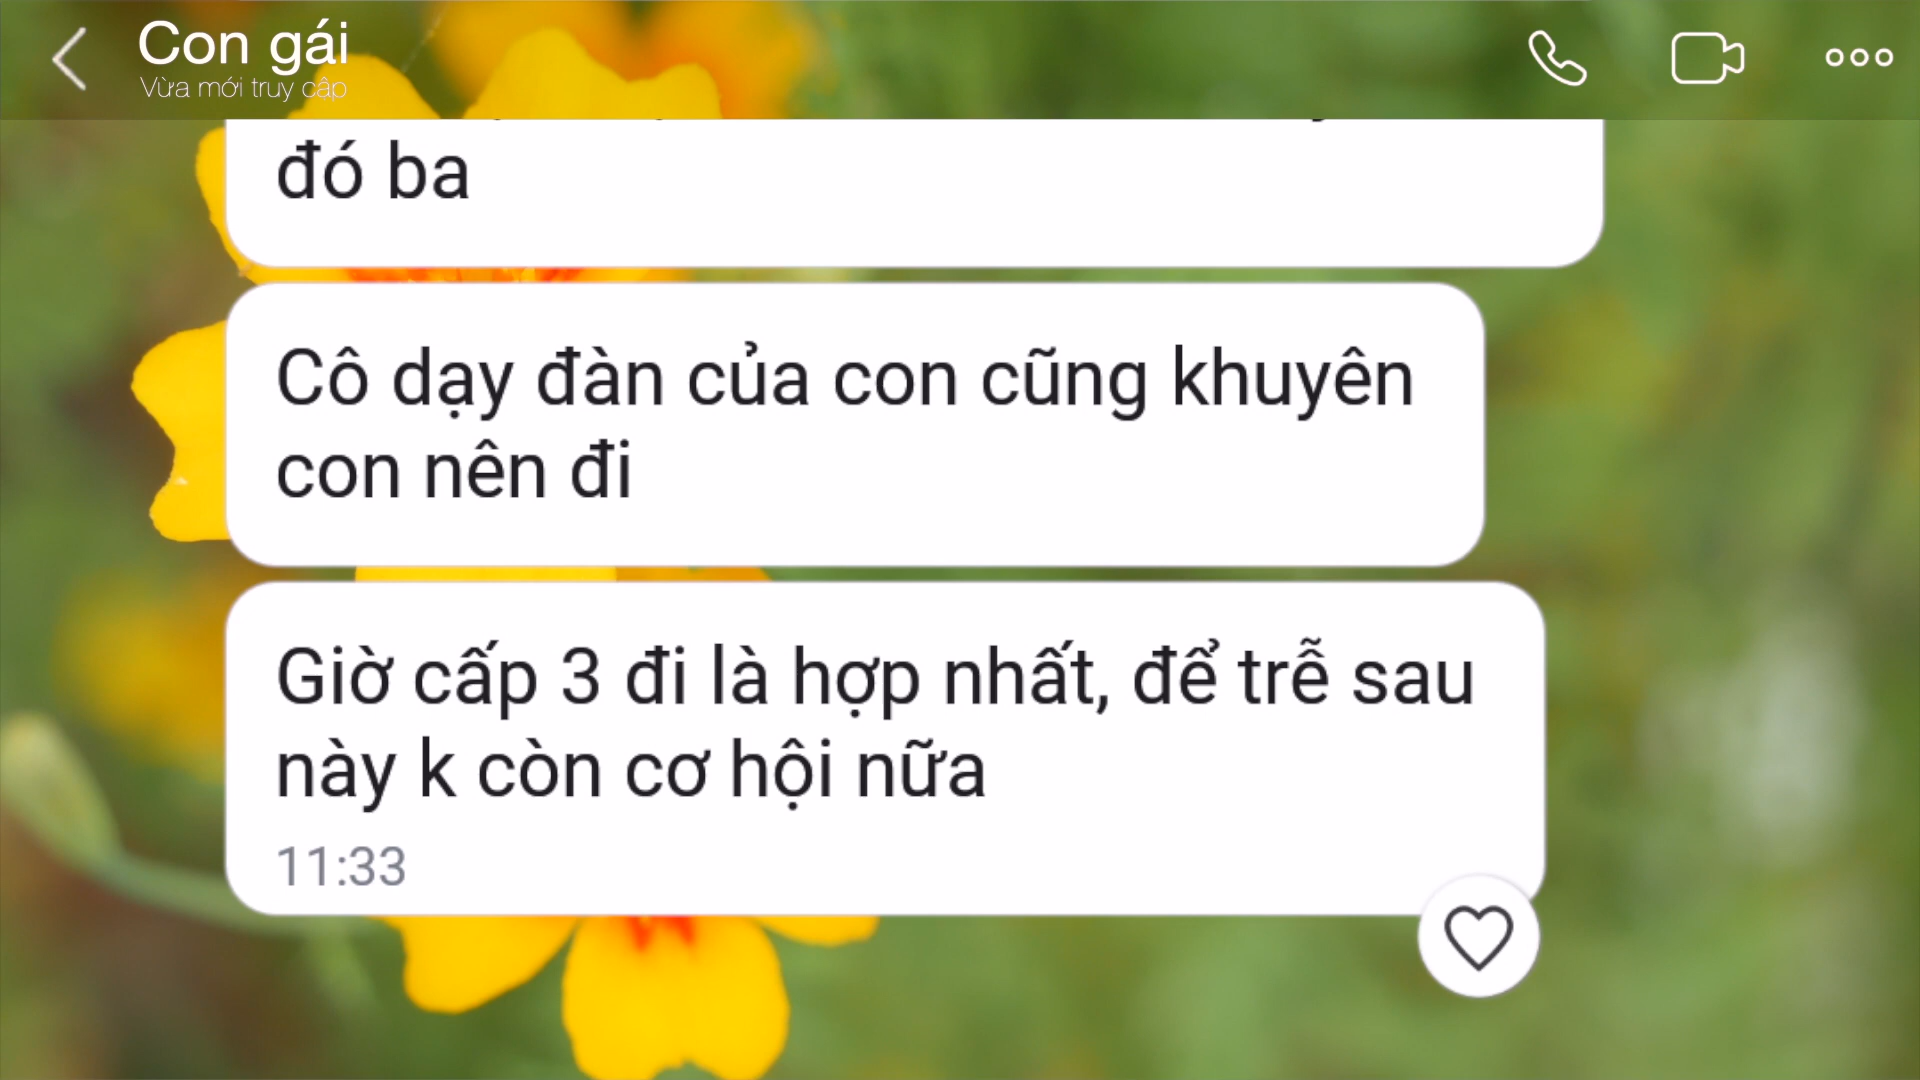 Con gái
Vừa mới truy cập
đó ba
Cô dạy đàn của con cũng khuyên
con nên đi
Giờ cấp 3 đi là hợp nhất, để trễ sau
này k còn cơ hội nữa
11:33